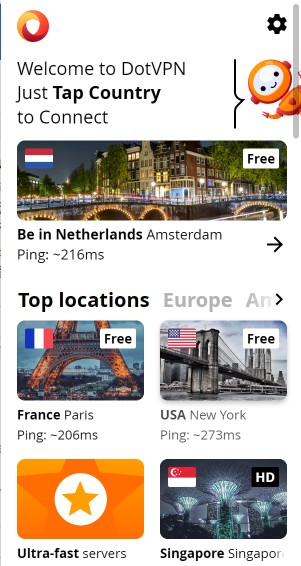 Welcome to DotVPN
Just Tap Country
to Connect
Free
Be in Netherlands Amsterdam
Ping: ~216ms
Top locations Europe Am
Free
Free
France Paris
USA New York
Ping: ~206ms
Ping: ~273ms
HD
Ultra-fast servers
Singapore Singapor